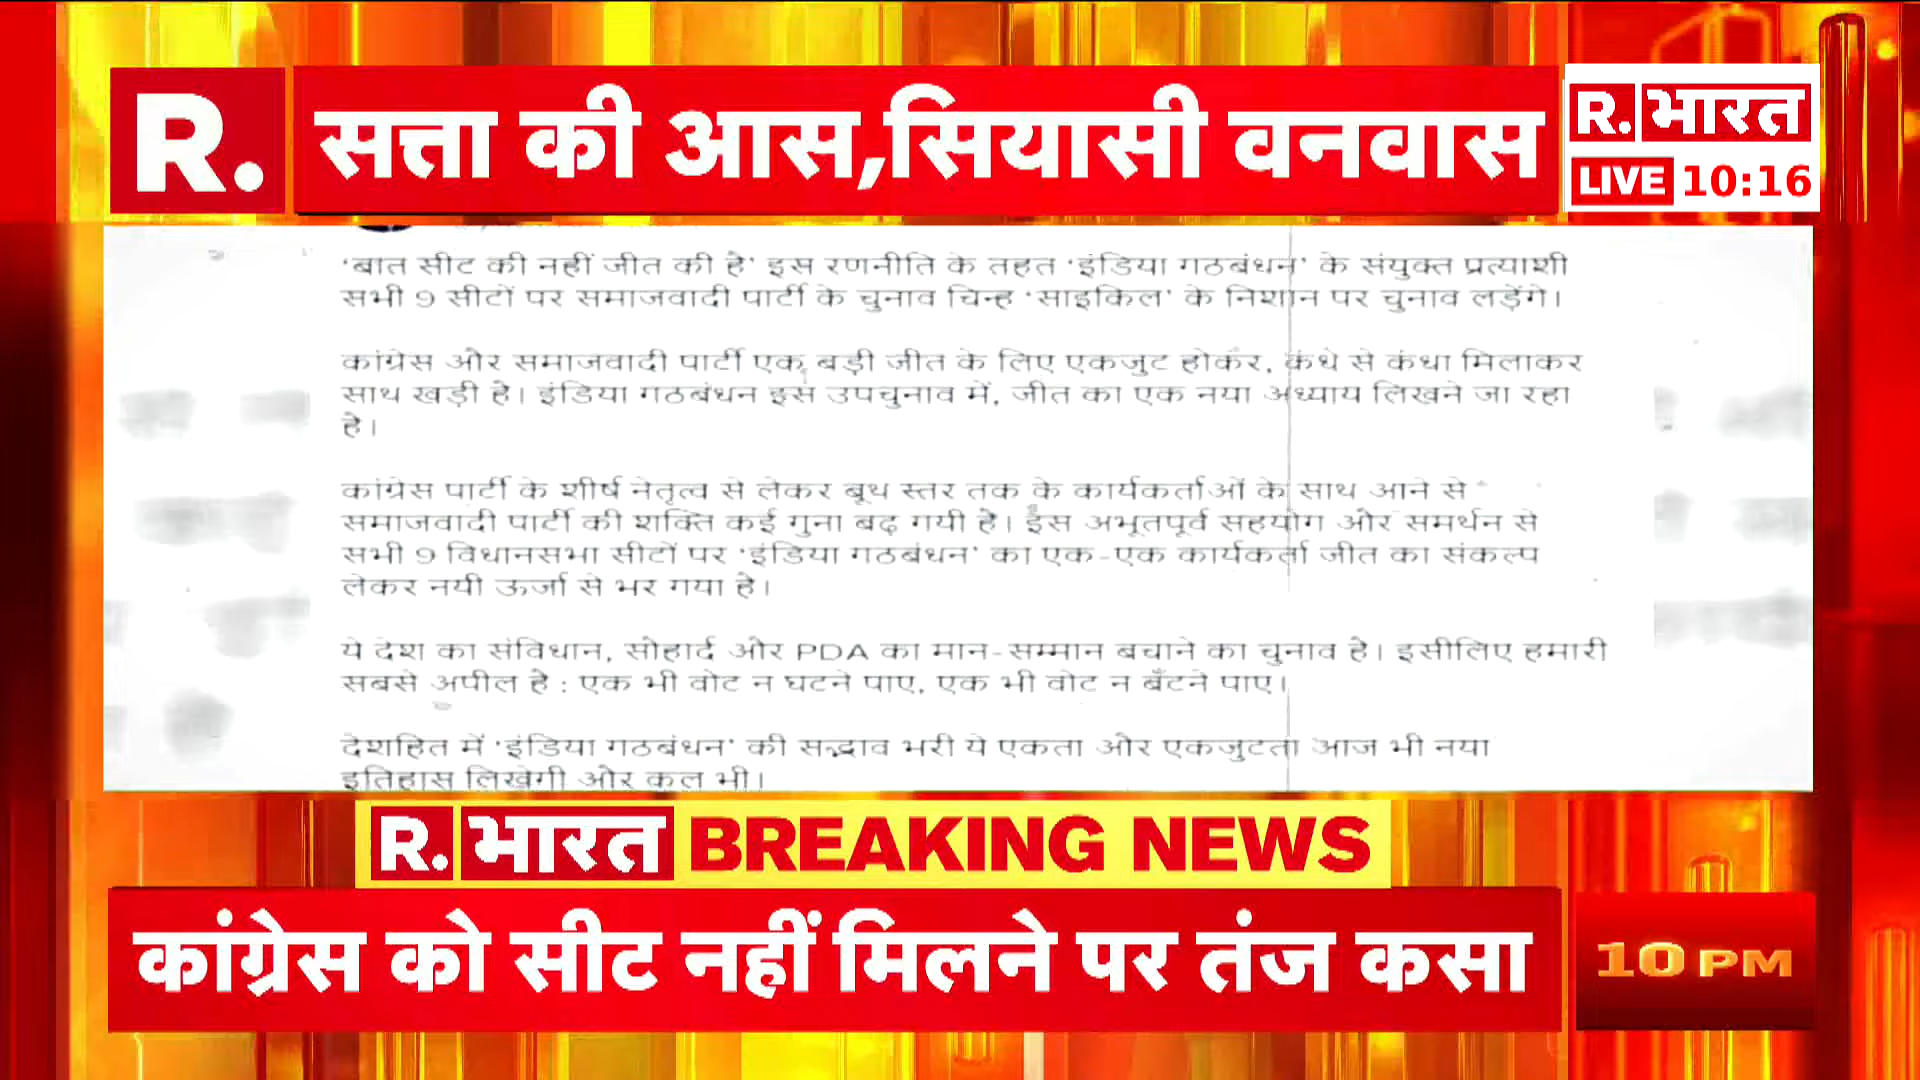 R. सत्ता की आस,सियासी वनवास
R. भारत
LIVE 10:16
'बात सीट की नहीं जीत की है' इस रणनीति के तहत 'इंडिया गठबंधन' के संयुक्त प्रत्याशी
सभी 9 सीटों पर समाजवादी पार्टी के चुनाव चिन्ह 'साइकिल' के निशान पर चुनाव लड़ेंगे।
कांग्रेस और समाजवादी पार्टी एक बड़ी जीत के लिए एकजुट होकर, कंधे से कंधा मिलाकर
साथ खड़ी है। इंडिया गठबंधन इस उपचुनाव में, जीत का एक नया अध्याय लिखने जा रहा
है।
कांग्रेस पार्टी के शीर्ष नेतृत्व से लेकर बूथ स्तर तक के कार्यकर्ताओं के साथ आने से
समाजवादी पार्टी की शक्ति कई गुना बढ़ गयी है। इस अभूतपूर्व सहयोग और समर्थन से
सभी 9 विधानसभा सीटों पर 'इंडिया गठबंधन' का एक-एक कार्यकर्ता जीत का संकल्प
लेकर नयी ऊर्जा से भर गया है।
ये देश का संविधान, सौहार्द और PDA का मान-सम्मान बचाने का चुनाव है। इसीलिए हमारी
सबसे अपील है : एक भी वोट न घटने पाए, एक भी वोट न बँटने पाए।
देशहित में 'इंडिया गठबंधन' की सद्भाव भरी ये एकता और एकजुटता आज भी नया
इतिहास लिखेगी और कल भी।
R. भारत BREAKING NEWS
कांग्रेस को सीट नहीं मिलने पर तंज कसा
10 PM